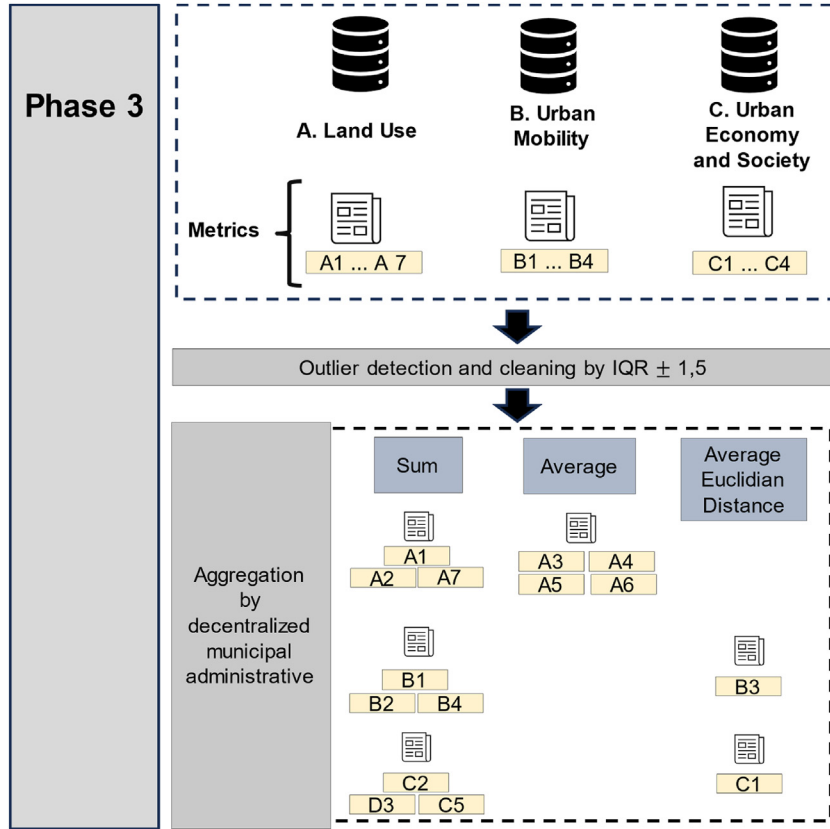 Phase 3
A. Land Use
B. Urban
Mobility
C. Urban
Economy
and Society
Metrics
A1 ... A 7
B1 ... B4
C1 ... C4
Outlier detection and cleaning by IQR ± 1,5
Aggregation
by
decentralized
municipal
administrative
Sum
Average
Average
Euclidian
Distance
A1
A2 A7
A3 A4
A5 A6
B1
B2 B4
B3
C2
D3 C5
C1